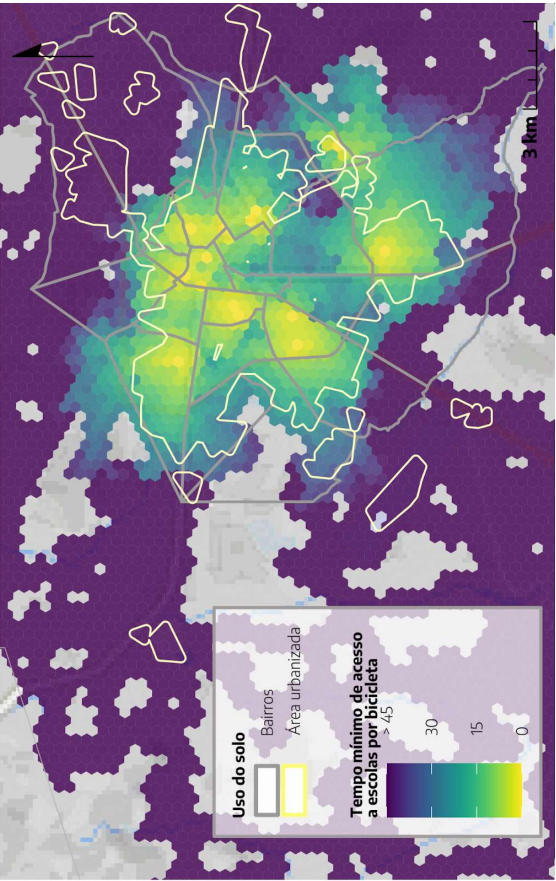 Uso do solo
Bairros
Área urbanizada
Tempo mínimo de acesso
a escolas por bicicleta
> 45
30
15
0
3 km